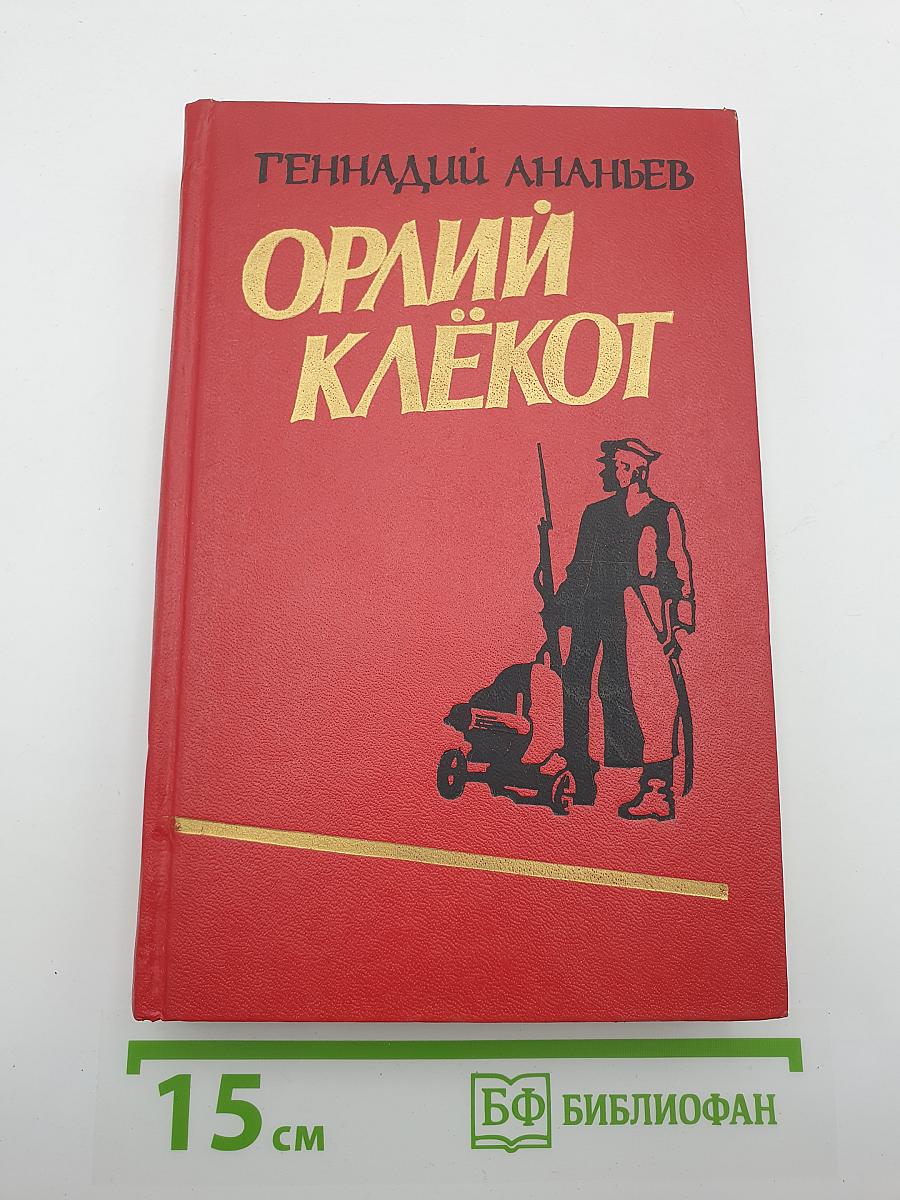 ГЕННАДИЙ АНАНЬЕВ
ОРЛИЙ
КЛЁКОТ
15 см
БФ БИБЛИОФАН